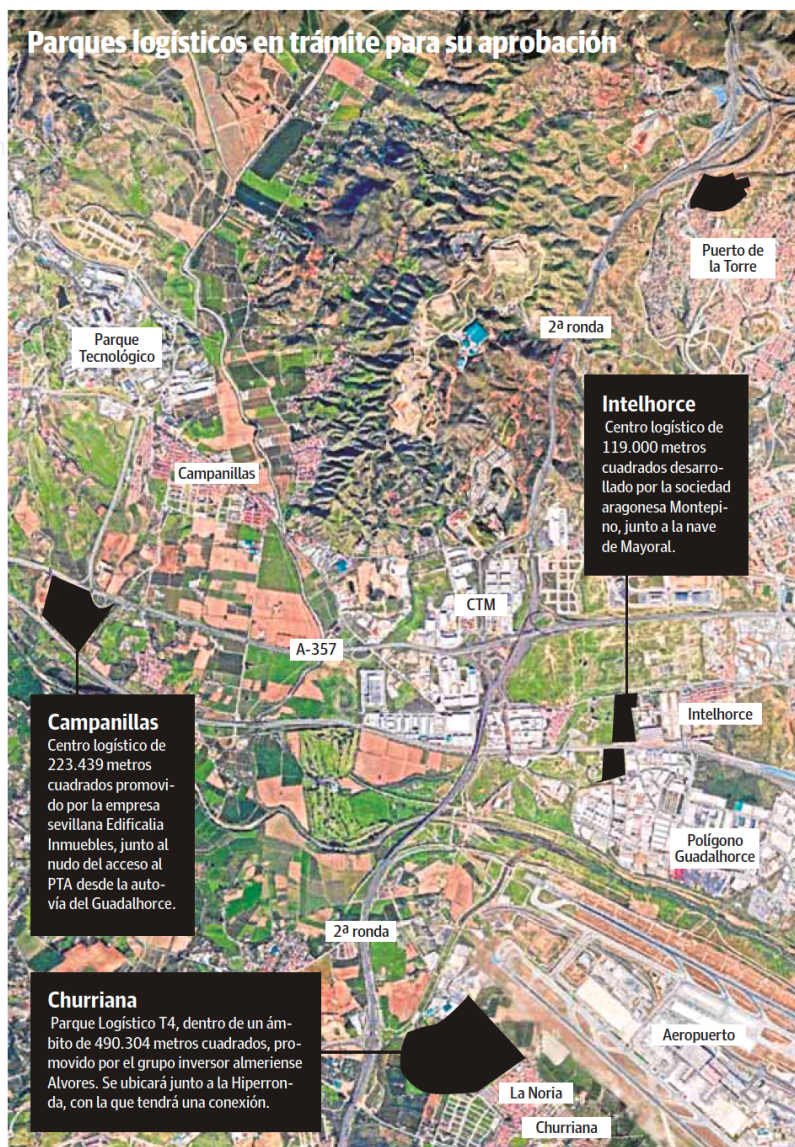 Parques logísticos en trámite para su aprobación
Puerto de
la Torre
2ª ronda
Parque
Tecnológico
Intelhorce
Centro logístico de
119.000 metros
cuadrados desarro-
llado por la sociedad
aragonesa Montepi-
no, junto a la nave
de Mayoral.
Campanillas
CTM
A-357
Campanillas
Centro logístico de
223.439 metros
cuadrados promovi-
do por la empresa
sevillana Edificalia
Inmuebles, junto al
nudo del acceso al
PTA desde la auto-
vía del Guadalhorce.
Intelhorce
Polígono
Guadalhorce
2ª ronda
Churriana
Parque Logístico T4, dentro de un ám-
bito de 490.304 metros cuadrados, pro-
movido por el grupo inversor almeriense
Alvores. Se ubicará junto a la Hiperron-
da, con la que tendrá una conexión.
Aeropuerto
La Noria
Churriana